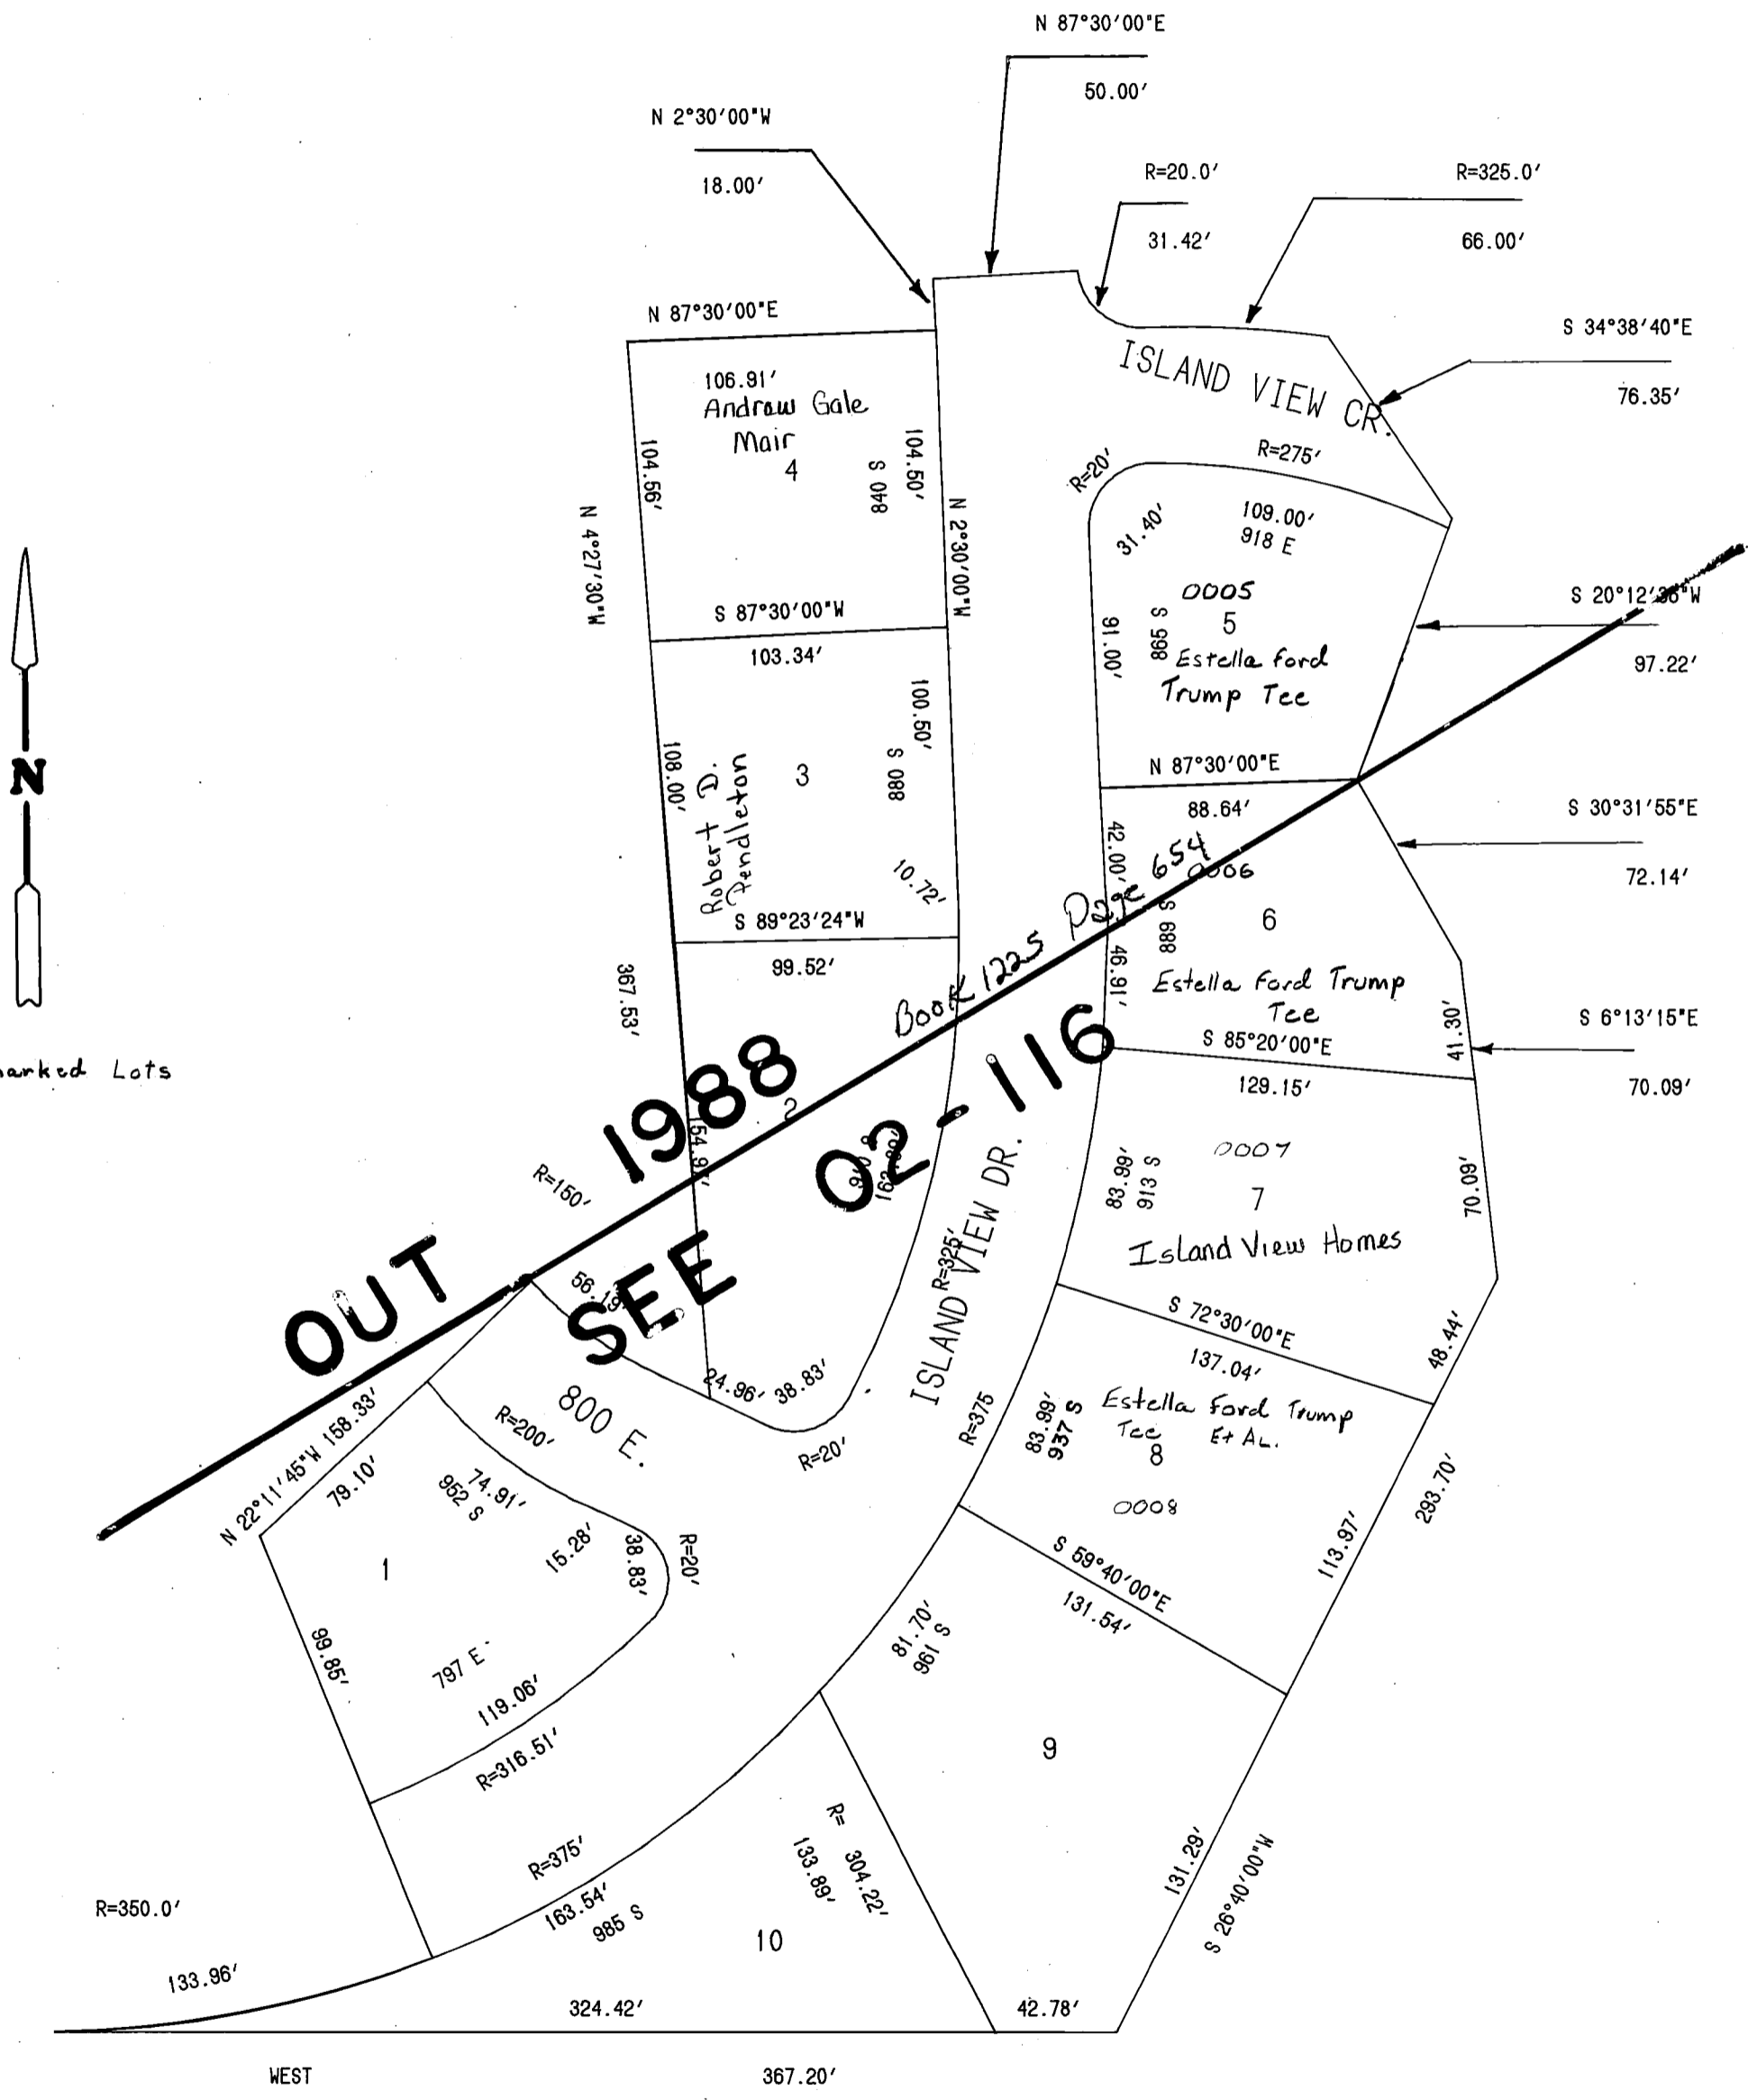 N 87°30'00"E
50.00'
N 2°30'00"W
18.00'
R=20.0'
31.42'
R=325.0'
66.00'
N 87°30'00"E
S 34°38'40"E
76.35'
ISLAND VIEW CR.
106.91'
Andrew Gale
Mair
4
104.56'
840 S
104.50'
R=20'
R=275'
31.40'
109.00'
918 E
N 4°27'30"W
N 2°30'00"W
0005
5
865 S
91.00'
Estella Ford
Trump Tee
S 20°12'36"W
97.22'
S 87°30'00"W
103.34'
100.50'
108.00'
3
880 S
Robert D.
Pendleton
10.72'
N 87°30'00"E
88.64'
N
S 30°31'55"E
72.14'
42.00'
0006
6
889 S
46.91'
Estella Ford Trump
Tee
S 89°23'24"W
99.52'
367.53'
Book 1225 Page 654
S 85°20'00"E
129.15'
41.30'
S 6°13'15"E
70.09'
marked Lots
OUT 1988
SEE 02-116
2
R=150'
0007
7
83.99'
913 S
70.09'
Island View Homes
ISLAND VIEW DR.
R=325'
56.19'
24.96'
38.83'
R=20'
S 72°30'00"E
137.04'
48.44'
Estella Ford Trump
Tee Et AL.
8
0008
83.99'
937 S
R=375
293.70'
113.97'
800 E.
R=200'
N 22°11'45"W 158.33'
79.10'
74.91'
952 S
15.28'
38.83'
R=20'
1
99.85'
797 E
119.06'
R=316.51'
S 59°40'00"E
131.54'
81.70'
961 S
9
R= 304.22'
133.89'
131.29'
S 26°40'00"W
R=375'
163.54'
985 S
10
R=350.0'
133.96'
324.42'
42.78'
WEST
367.20'